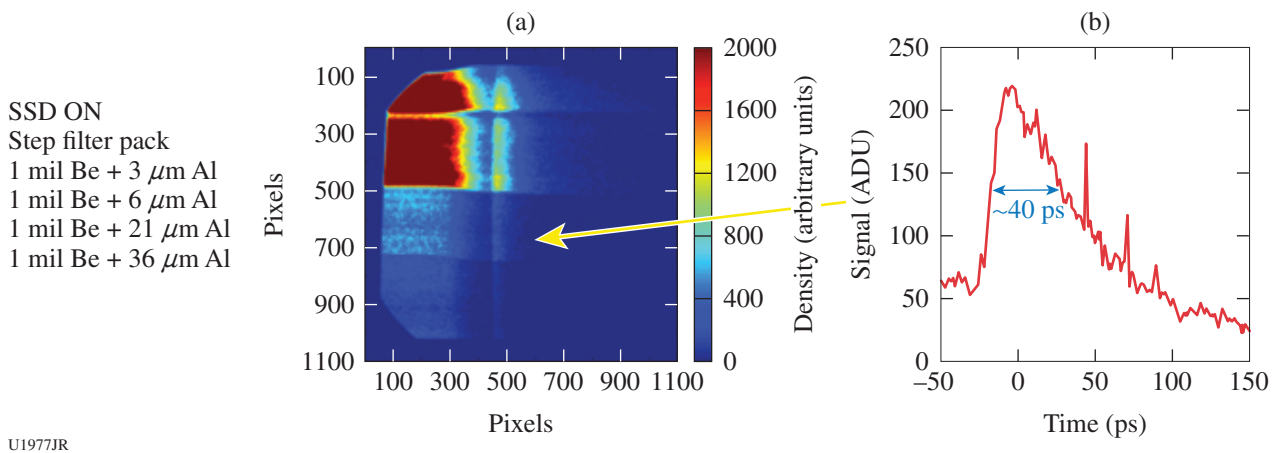 (a)
(b)
SSD ON
Step filter pack
1 mil Be + 3 μm Al
1 mil Be + 6 μm Al
1 mil Be + 21 μm Al
1 mil Be + 36 μm Al
Pixels
100
300
500
700
900
1100
100 300 500 700 900 1100
Pixels
2000
1600
1200
800
400
0
Density (arbitrary units)
Signal (ADU)
250
200
150
100
50
0
~40 ps
–50 0 50 100 150
Time (ps)
U1977JR